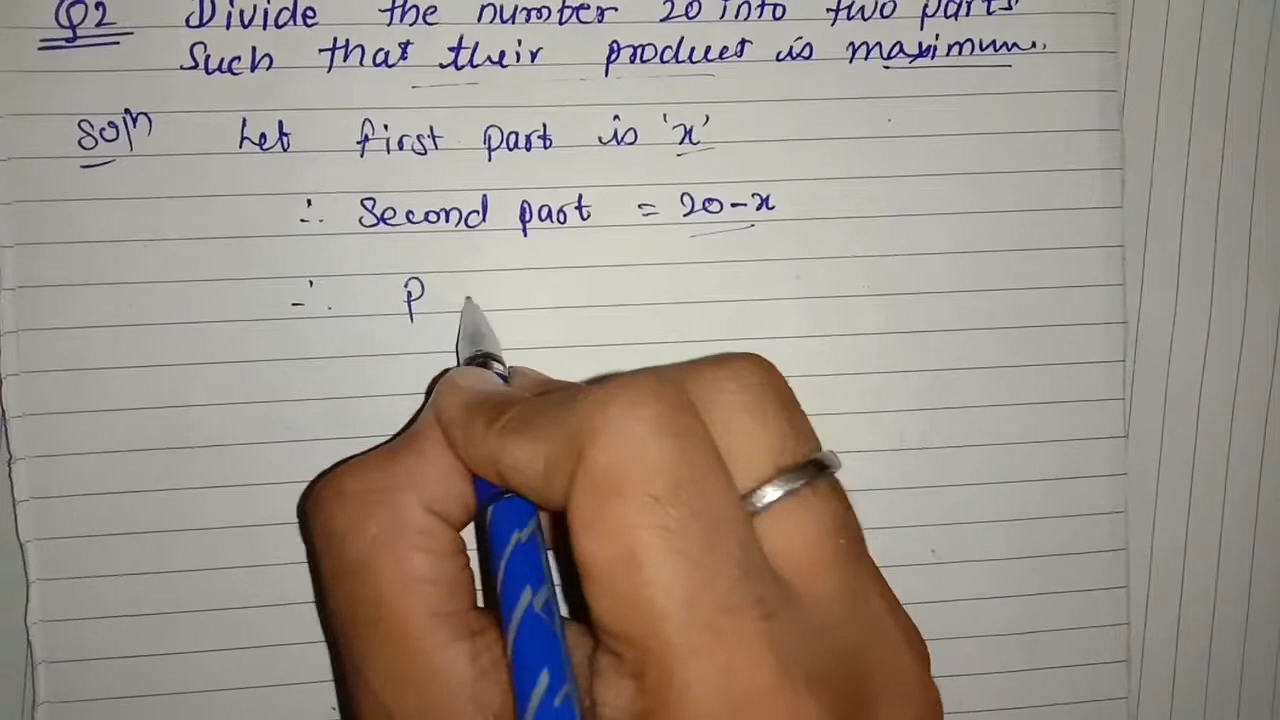 Q2 Divide the number 20 into two parts
Such that their product is maximum.
Soln Let first part is 'x'
∴ Second part = 20-x
∴ P